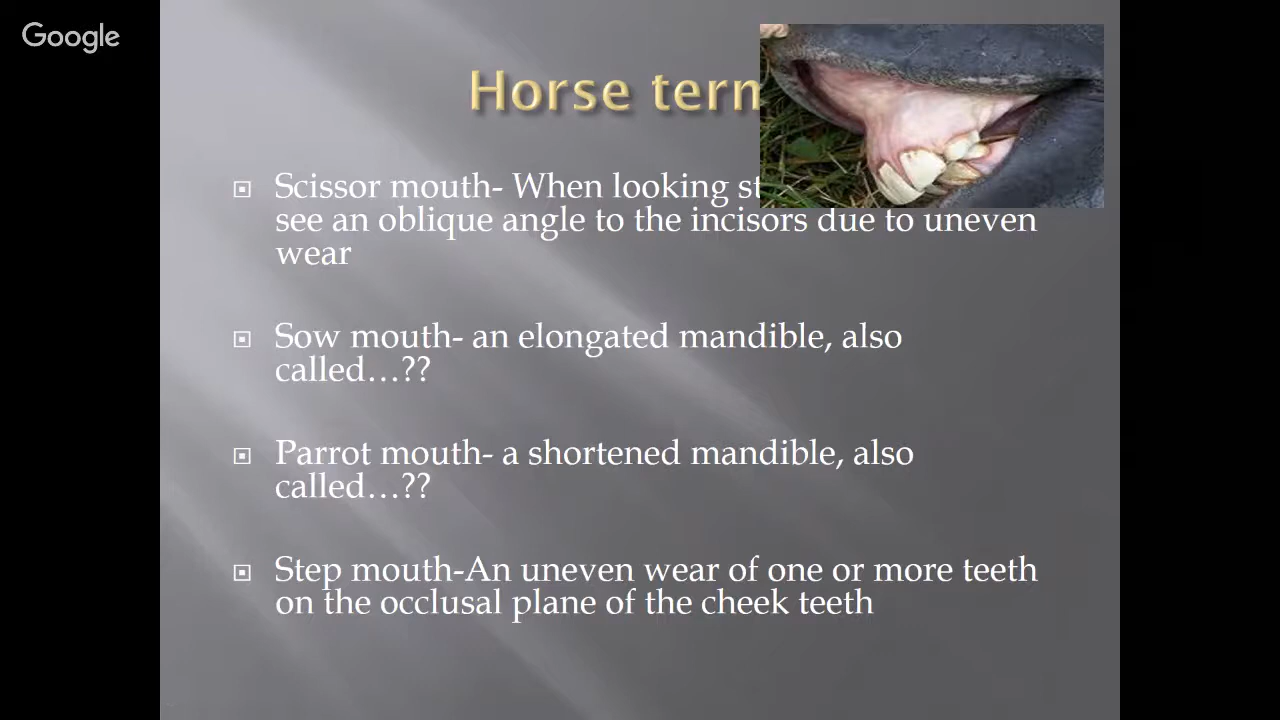 Google
Horse
Scissor mouth- When looking
see an oblique angle to the incisors due to uneven
wear
Sow mouth- an elongated mandible, also
called…??
Parrot mouth- a shortened mandible, also
called…??
Step mouth-An uneven wear of one or more teeth
on the occlusal plane of the cheek teeth